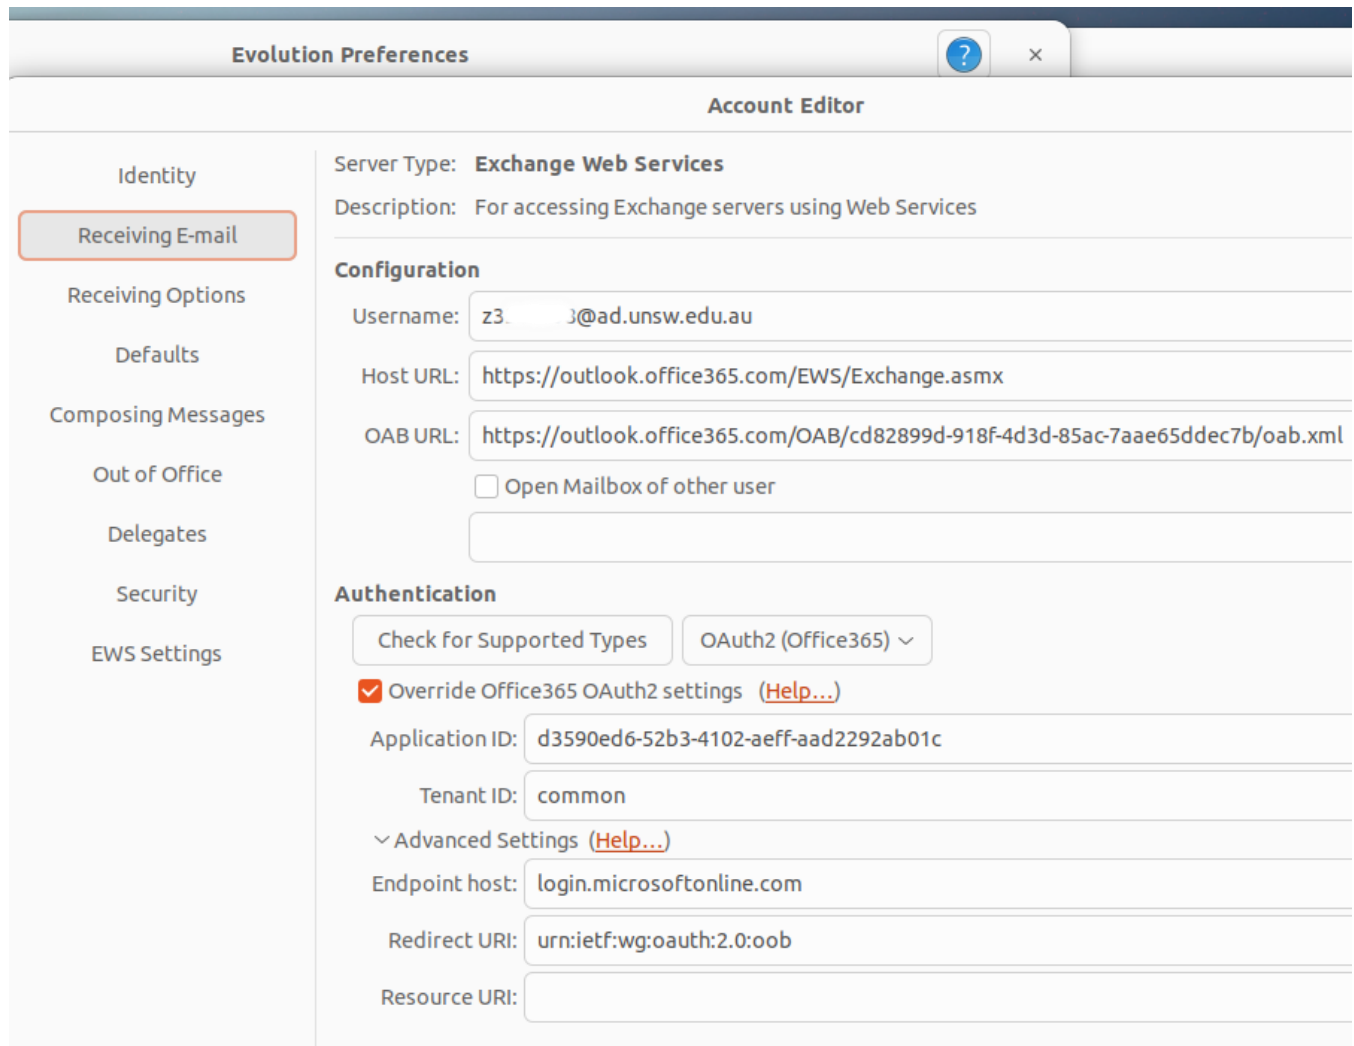 Evolution Preferences
?
×
Account Editor
Identity
Receiving E-mail
Receiving Options
Defaults
Composing Messages
Out of Office
Delegates
Security
EWS Settings
Server Type: Exchange Web Services
Description: For accessing Exchange servers using Web Services
Configuration
Username: z3 3@ad.unsw.edu.au
Host URL: https://outlook.office365.com/EWS/Exchange.asmx
OAB URL: https://outlook.office365.com/OAB/cd82899d-918f-4d3d-85ac-7aae65ddec7b/oab.xml
Open Mailbox of other user
Authentication
Check for Supported Types OAuth2 (Office365)
Override Office365 OAuth2 settings (Help...)
Application ID: d3590ed6-52b3-4102-aeff-aad2292ab01c
Tenant ID: common
Advanced Settings (Help...)
Endpoint host: login.microsoftonline.com
Redirect URI: urn:ietf:wg:oauth:2.0:oob
Resource URI: